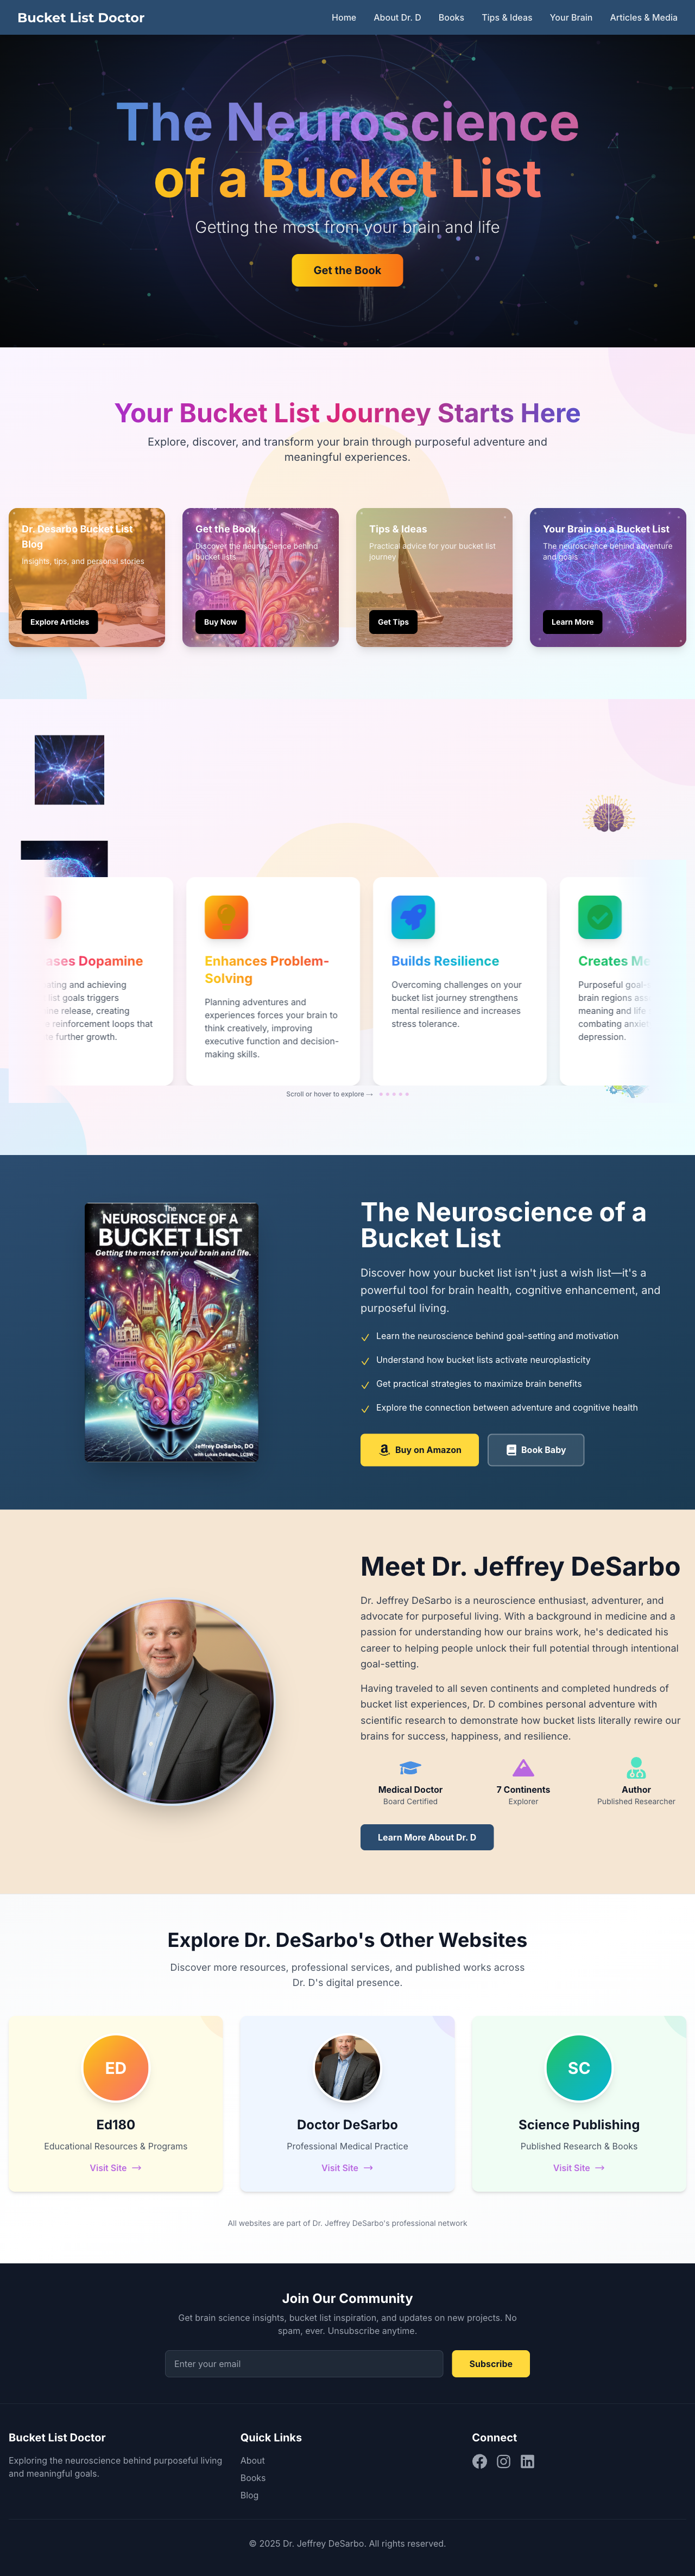 Bucket List Doctor
Home About Dr. D Books Tips & Ideas Your Brain Articles & Media
The Neuroscience
of a Bucket List
Getting the most from your brain and life
Get the Book
Your Bucket List Journey Starts Here
Explore, discover, and transform your brain through purposeful adventure and
meaningful experiences.
Dr. Desarbo Bucket List
Blog
Insights, tips, and personal stories
Explore Articles
Get the Book
Discover the neuroscience behind
bucket lists
Buy Now
Tips & Ideas
Practical advice for your bucket list
journey
Get Tips
Your Brain on a Bucket List
The neuroscience behind adventure
and goals
Learn More
ases Dopamine
ating and achieving
list goals triggers
ne release, creating
reinforcement loops that
further growth.
Enhances Problem-
Solving
Planning adventures and
experiences forces your brain to
think creatively, improving
executive function and decision-
making skills.
Builds Resilience
Overcoming challenges on your
bucket list journey strengthens
mental resilience and increases
stress tolerance.
Creates Me
Purposeful goal-
brain regions ass
meaning and life
combating anxie
depression.
Scroll or hover to explore →
The
NEUROSCIENCE OF A
BUCKET LIST
Getting the most from your brain and life.
Jeffrey DeSarbo, DO
with Lukas DeSarbo, LCSW
The Neuroscience of a
Bucket List
Discover how your bucket list isn't just a wish list—it's a
powerful tool for brain health, cognitive enhancement, and
purposeful living.
Learn the neuroscience behind goal-setting and motivation
Understand how bucket lists activate neuroplasticity
Get practical strategies to maximize brain benefits
Explore the connection between adventure and cognitive health
Buy on Amazon
Book Baby
Meet Dr. Jeffrey DeSarbo
Dr. Jeffrey DeSarbo is a neuroscience enthusiast, adventurer, and
advocate for purposeful living. With a background in medicine and a
passion for understanding how our brains work, he's dedicated his
career to helping people unlock their full potential through intentional
goal-setting.
Having traveled to all seven continents and completed hundreds of
bucket list experiences, Dr. D combines personal adventure with
scientific research to demonstrate how bucket lists literally rewire our
brains for success, happiness, and resilience.
Medical Doctor
Board Certified
7 Continents
Explorer
Author
Published Researcher
Learn More About Dr. D
Explore Dr. DeSarbo's Other Websites
Discover more resources, professional services, and published works across
Dr. D's digital presence.
ED
Ed180
Educational Resources & Programs
Visit Site →
Doctor DeSarbo
Professional Medical Practice
Visit Site →
SC
Science Publishing
Published Research & Books
Visit Site →
All websites are part of Dr. Jeffrey DeSarbo's professional network
Join Our Community
Get brain science insights, bucket list inspiration, and updates on new projects. No
spam, ever. Unsubscribe anytime.
Enter your email
Subscribe
Bucket List Doctor
Exploring the neuroscience behind purposeful living
and meaningful goals.
Quick Links
About
Books
Blog
Connect
© 2025 Dr. Jeffrey DeSarbo. All rights reserved.